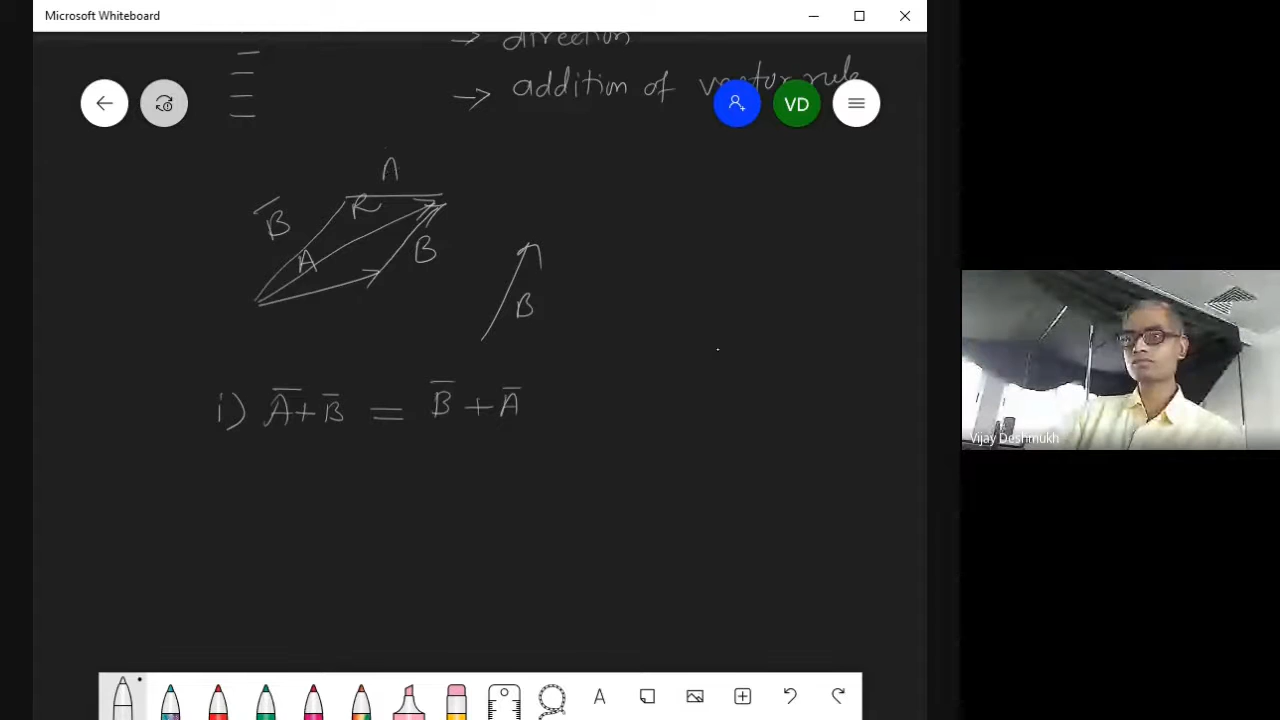 Microsoft Whiteboard
→ direction
→ addition of vector rule
VD
A
B̅
R
A
B
B
i) A̅+B̅ = B̅+A̅
Vijay Deshmukh
A